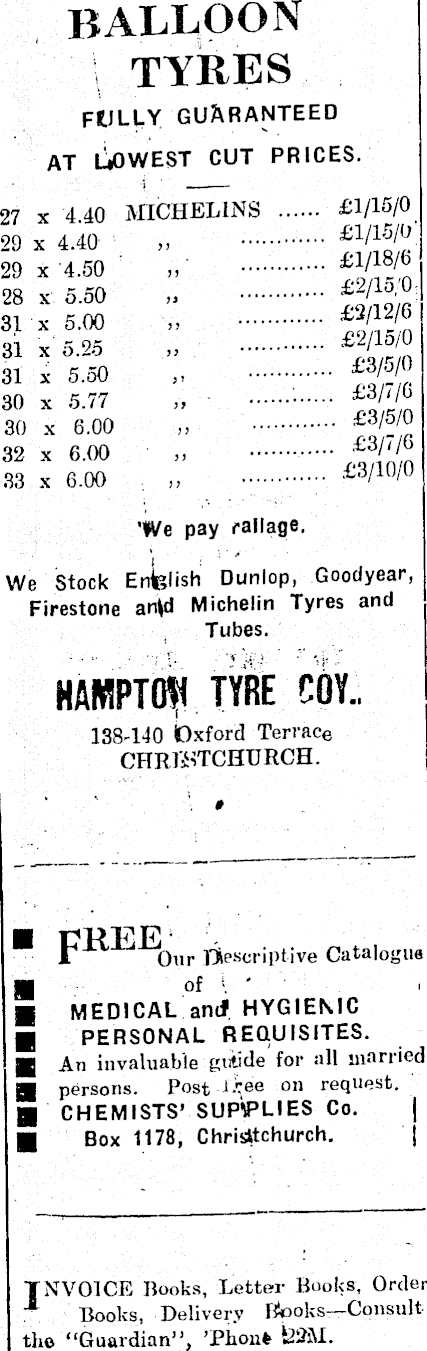 BALLOON
TYRES
FULLY GUARANTEED
AT LOWEST CUT PRICES.
27 x 4.40 MICHELINS ...... £1/15/0
29 x 4.40 ,, ............ £1/15/0
29 x 4.50 ,, ............ £1/18/6
28 x 5.50 ,, ............ £2/15/0
31 x 5.00 ,, ............ £2/12/6
31 x 5.25 ,, ............ £2/15/0
31 x 5.50 ,, ............ £3/5/0
30 x 5.77 ,, ............ £3/7/6
30 x 6.00 ,, ............ £3/5/0
32 x 6.00 ,, ............ £3/7/6
33 x 6.00 ,, ............ £3/10/0
We pay railage.
We Stock English Dunlop, Goodyear,
Firestone and Michelin Tyres and
Tubes.
HAMPTON TYRE COY.,
138-140 Oxford Terrace
CHRISTCHURCH.
FREE
Our Descriptive Catalogue
of
MEDICAL and HYGIENIC
PERSONAL REQUISITES.
An invaluable guide for all married
persons. Post free on request.
CHEMISTS' SUPPLIES Co.
Box 1178, Christchurch.
INVOICE Books, Letter Books, Order
Books, Delivery Books—Consult
the "Guardian", 'Phone 22M.